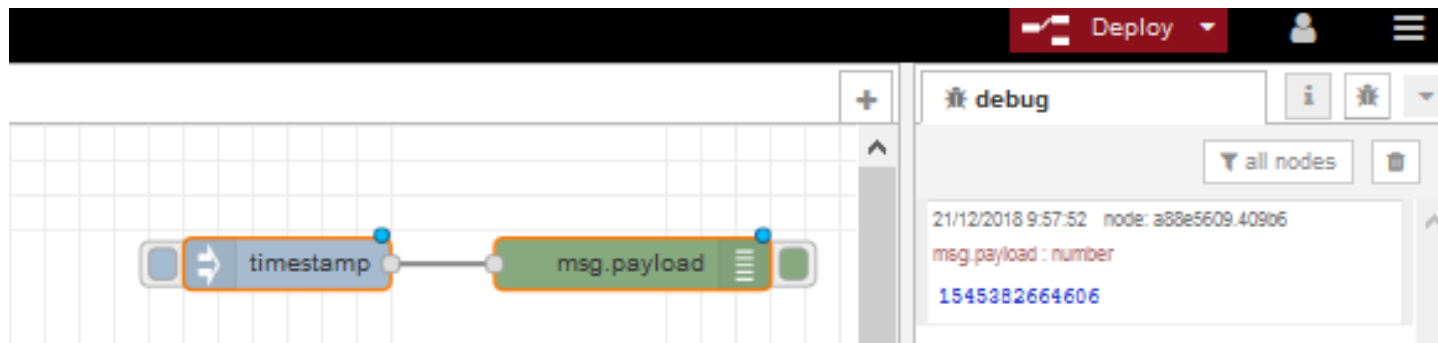 Deploy
debug
i
all nodes
timestamp
msg.payload
21/12/2018 9:57:52 node: a88e5609.409b6
msg.payload : number
1545382664606